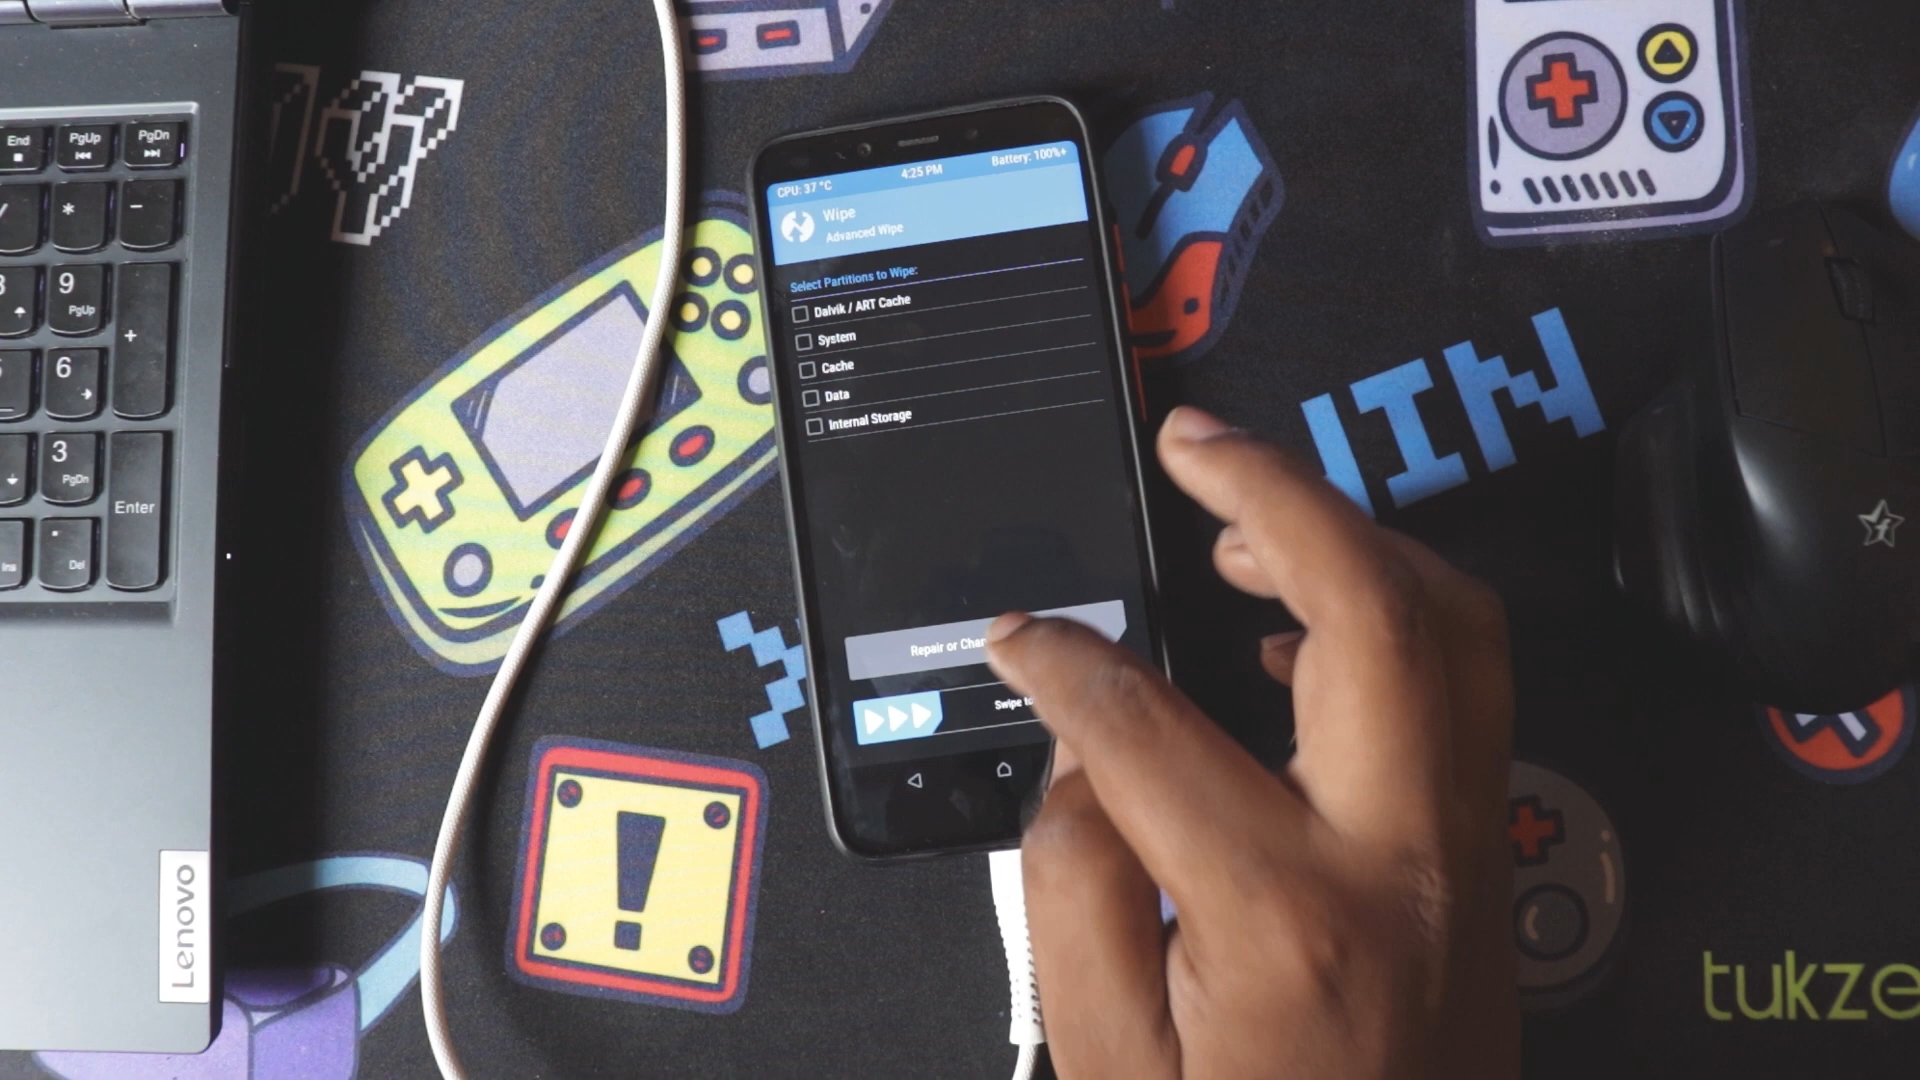 CPU: 37 °C
4:25 PM
Battery: 100%+
Wipe
Advanced Wipe
Select Partitions to Wipe:
Dalvik / ART Cache
System
Cache
Data
Internal Storage
Repair or
Swipe to
End
PgUp
PgDn
*
-
9
PgUp
+
6
3
PgDn
Enter
Ins
.
Del
Lenovo
!
tukze